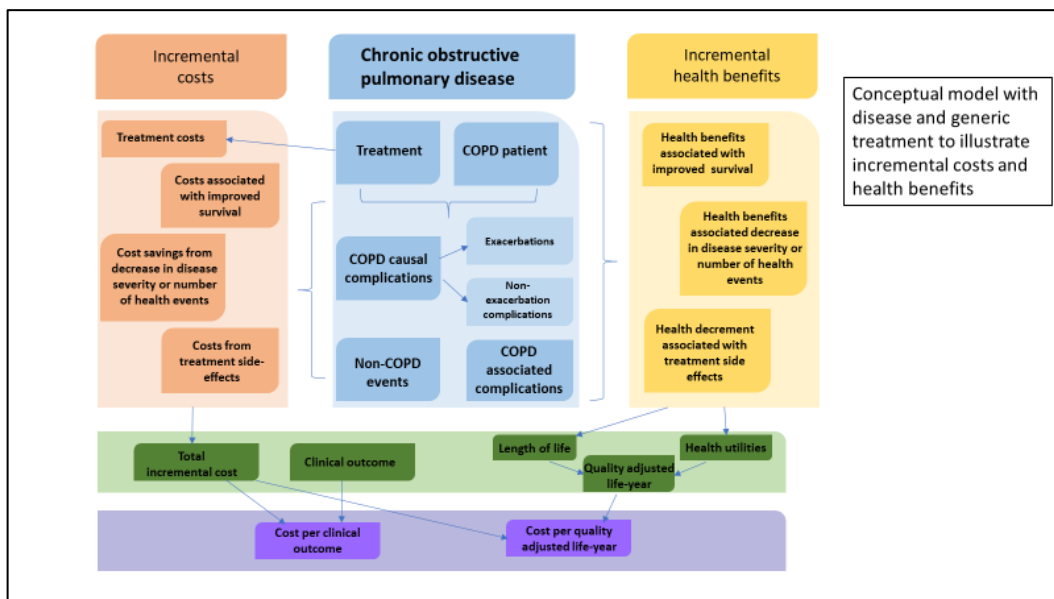 Incremental
costs
Chronic obstructive
pulmonary disease
Incremental
health benefits
Conceptual model with
disease and generic
treatment to illustrate
incremental costs and
health benefits
Treatment costs
Costs associated
with improved
survival
Cost savings from
decrease in disease
severity or number
of health events
Costs from
treatment side-
effects
Treatment
COPD patient
COPD causal
complications
Exacerbations
Non-
exacerbation
complications
Non-COPD
events
COPD
associated
complications
Health benefits
associated with
improved survival
Health benefits
associated decrease
in disease severity or
number of health
events
Health decrement
associated with
treatment side
effects
Total
incremental cost
Clinical outcome
Length of life
Health utilities
Quality adjusted
life-year
Cost per clinical
outcome
Cost per quality
adjusted life-year